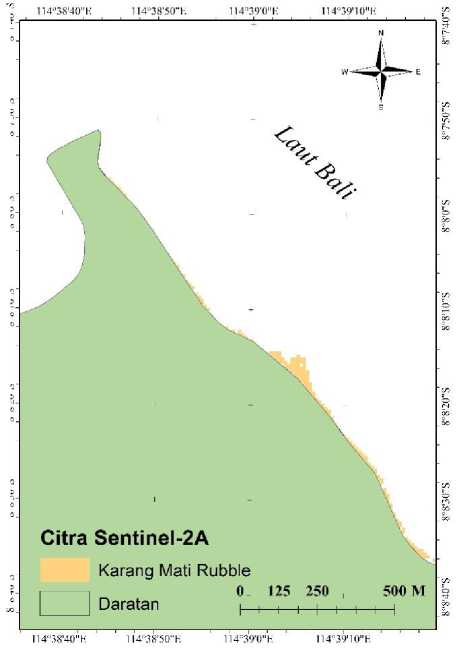 114°38'40"E 114°38'50"E 114°39'0"E 114°39'10"E
8°7'40"S
N
W E
S
8°7'50"S
Laut Bali
8°8'0"S
8°8'10"S
8°8'20"S
8°8'30"S
Citra Sentinel-2A
Karang Mati Rubble
Daratan
0 125 250 500 M
8°8'40"S
114°38'40"E 114°38'50"E 114°39'0"E 114°39'10"E